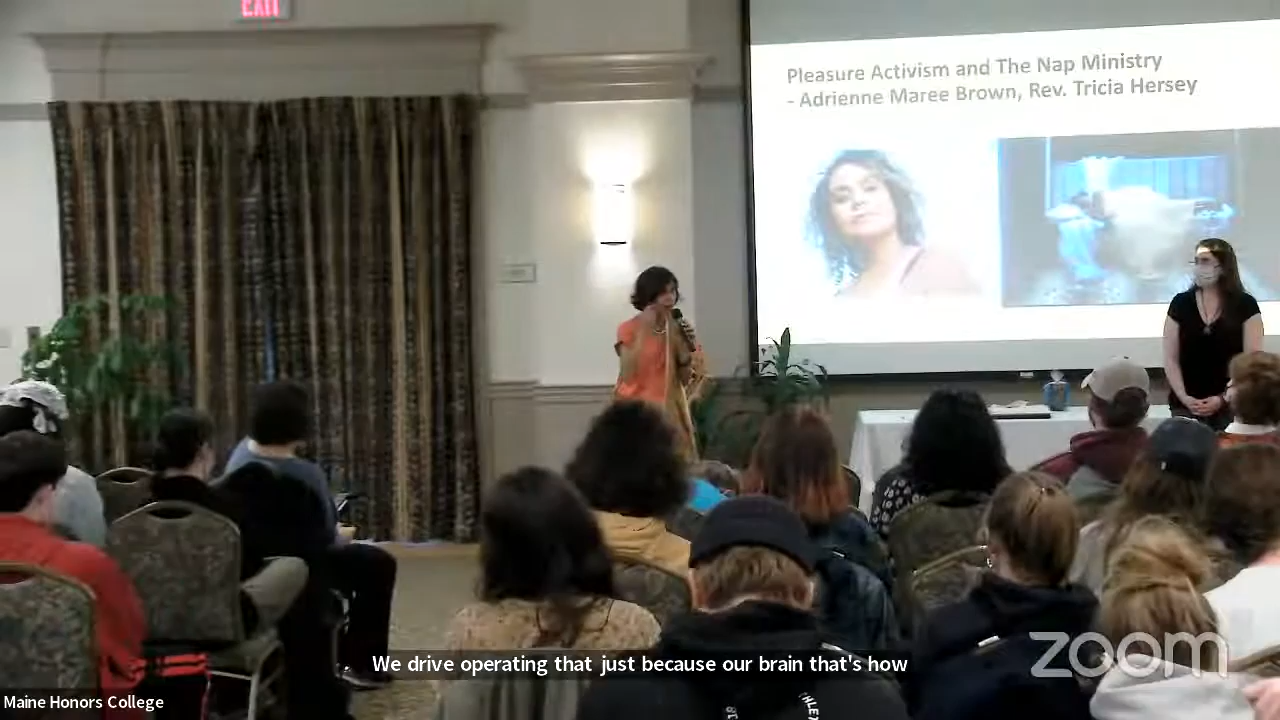 EXIT
Pleasure Activism and The Nap Ministry
- Adrienne Maree Brown, Rev. Tricia Hersey
We drive operating that just because our brain that's how
zoom
Maine Honors College